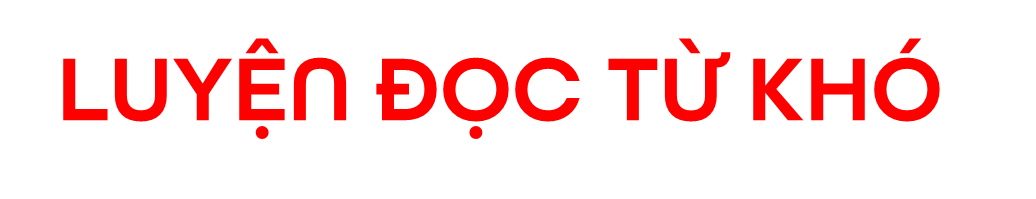 LUYỆN ĐỌC TỪ KHÓ